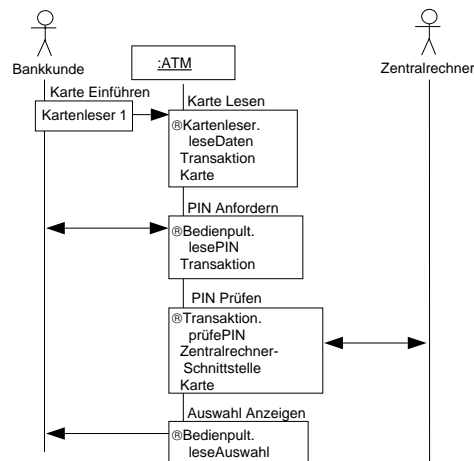 Bankkunde
:ATM
Zentralrechner
Karte Einführen
Kartenleser 1
Karte Lesen
®Kartenleser.
leseDaten
Transaktion
Karte
PIN Anfordern
®Bedienpult.
lesePIN
Transaktion
PIN Prüfen
®Transaktion.
prüfePIN
Zentralrechner-
Schnittstelle
Karte
Auswahl Anzeigen
®Bedienpult.
leseAuswahl